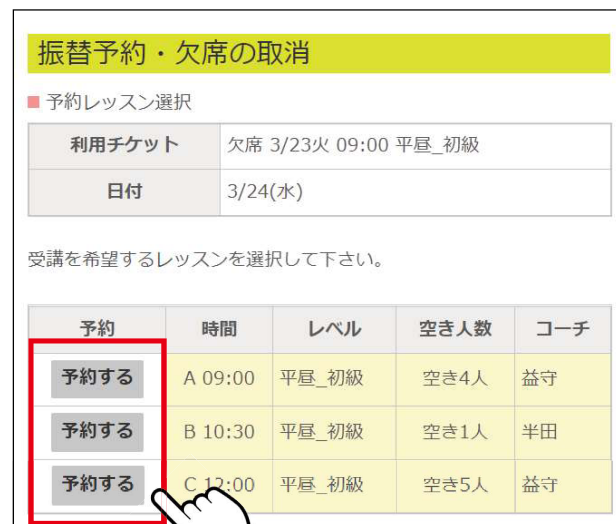 振替予約・欠席の取消
予約レッスン選択
利用チケット 欠席 3/23火 09:00 平昼_初級
日付 3/24(水)
受講を希望するレッスンを選択して下さい。
予約 時間 レベル 空き人数 コーチ
予約する A 09:00 平昼_初級 空き4人 益守
予約する B 10:30 平昼_初級 空き1人 半田
予約する C 12:00 平昼_初級 空き5人 益守